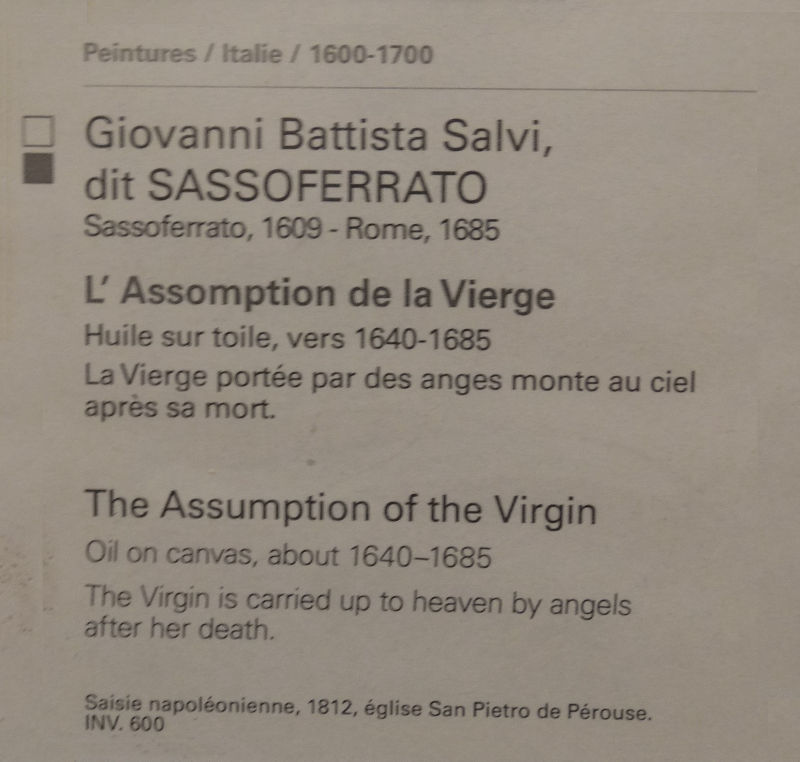 Peintures / Italie / 1600-1700
Giovanni Battista Salvi,
dit SASSOFERRATO
Sassoferrato, 1609 - Rome, 1685
L' Assomption de la Vierge
Huile sur toile, vers 1640-1685
La Vierge portée par des anges monte au ciel
après sa mort.
The Assumption of the Virgin
Oil on canvas, about 1640–1685
The Virgin is carried up to heaven by angels
after her death.
Saisie napoléonienne, 1812, église San Pietro de Pérouse.
INV. 600